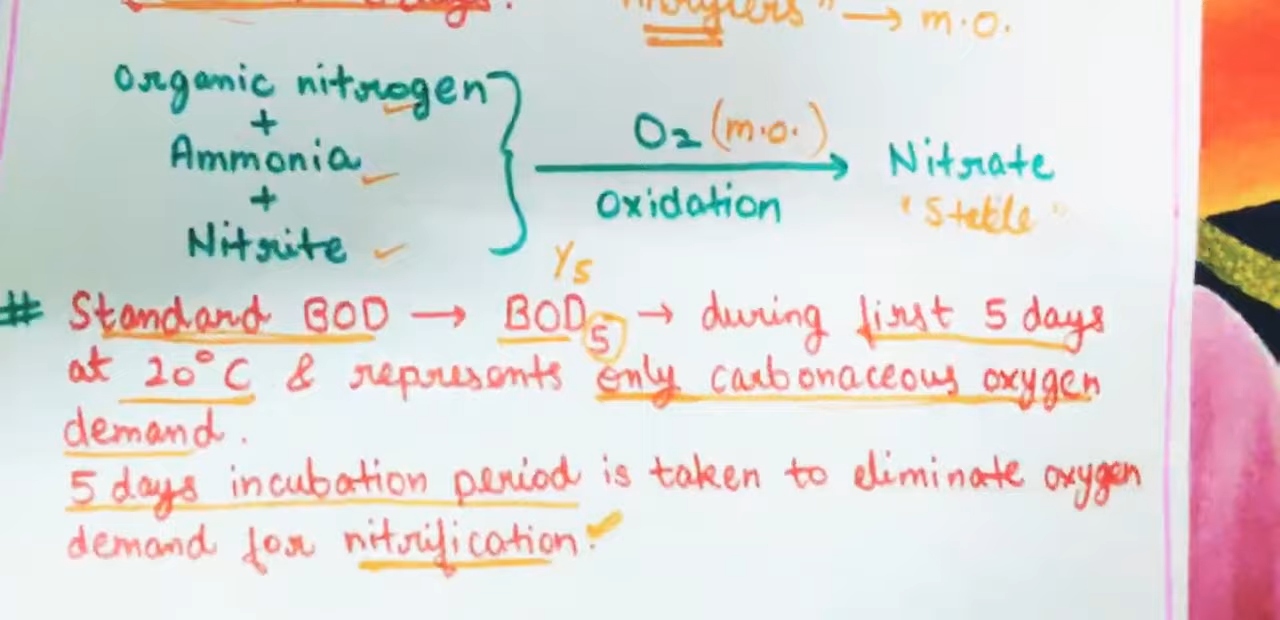 → m.o.
Organic nitrogen
+
Ammonia
+
Nitrite
O2 (m.o.)
Oxidation
Nitrate
"Stable"
Y5
# Standard BOD → BOD5 → during first 5 days
at 20°C & represents only carbonaceous oxygen
demand.
5 days incubation period is taken to eliminate oxygen
demand for nitrification.